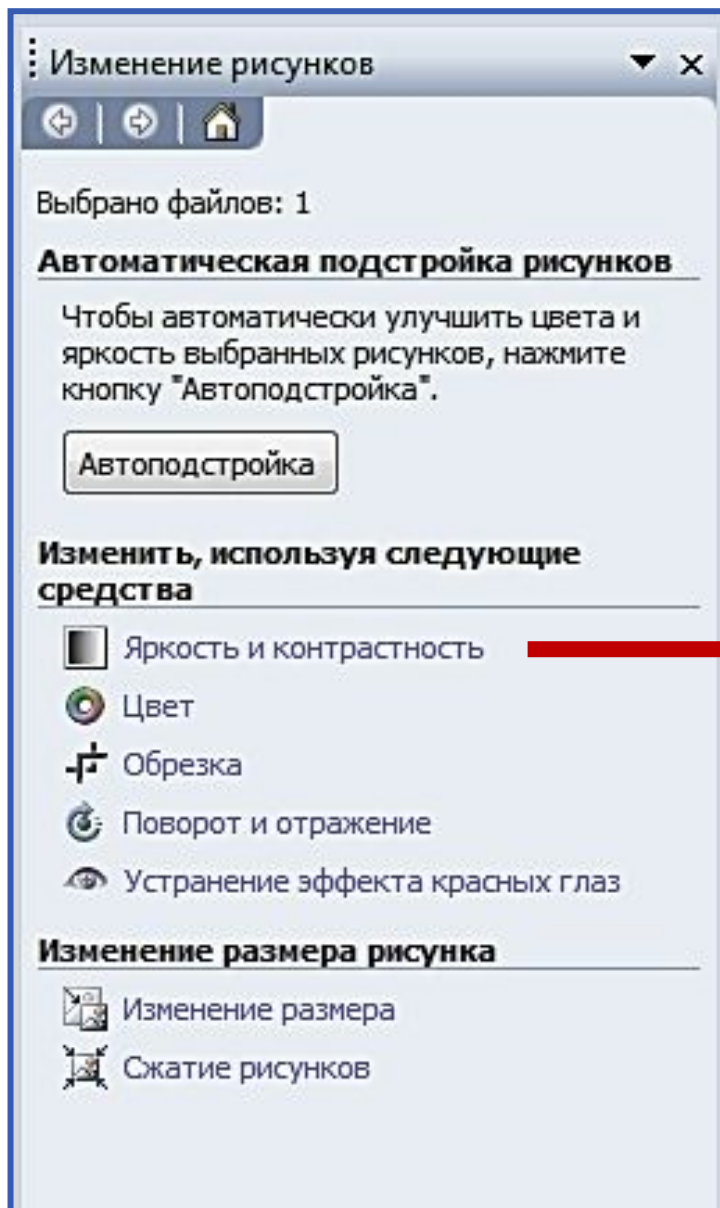 Изменение рисунков
Выбрано файлов: 1
Автоматическая подстройка рисунков
Чтобы автоматически улучшить цвета и
яркость выбранных рисунков, нажмите
кнопку "Автоподстройка".
Автоподстройка
Изменить, используя следующие
средства
Яркость и контрастность
Цвет
Обрезка
Поворот и отражение
Устранение эффекта красных глаз
Изменение размера рисунка
Изменение размера
Сжатие рисунков